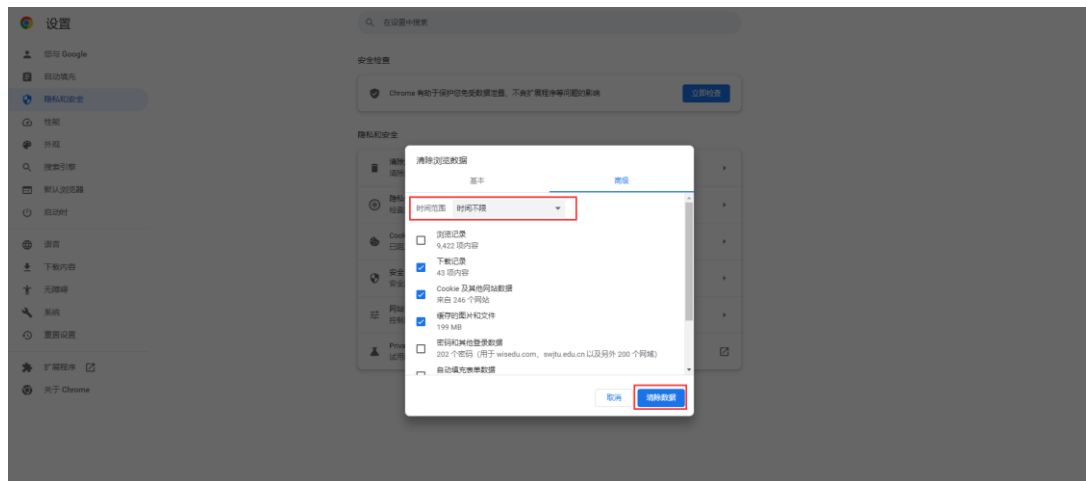 设置
在设置中搜索
您与 Google
自动填充
隐私和安全
性能
外观
搜索引擎
默认浏览器
启动时
语言
下载内容
无障碍
系统
重置设置
扩展程序
关于 Chrome
安全检查
Chrome 有助于保护您免受数据泄露、不良扩展程序等问题的影响
立即检查
隐私和安全
清除浏览数据
基本
高级
时间范围 时间不限
浏览记录
9,422 项内容
下载记录
43 项内容
Cookie 及其他网站数据
来自 246 个网站
缓存的图片和文件
199 MB
密码和其他登录数据
202 个密码（用于 wisedu.com、swjtu.edu.cn 以及另外 200 个网域）
自动填充表单数据
取消
清除数据